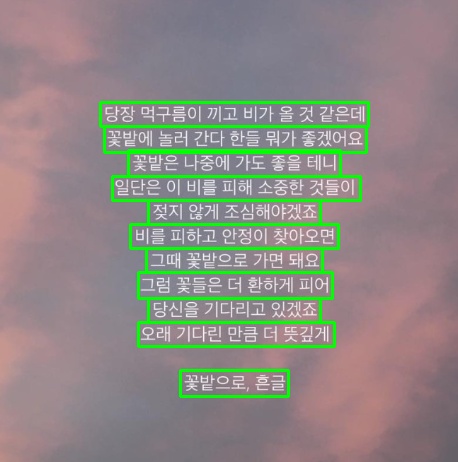 당장 먹구름이 끼고 비가 올 것 같은데
꽃밭에 놀러 간다 한들 뭐가 좋겠어요
꽃밭은 나중에 가도 좋을 테니
일단은 이 비를 피해 소중한 것들이
젖지 않게 조심해야겠죠
비를 피하고 안정이 찾아오면
그때 꽃밭으로 가면 돼요
그럼 꽃들은 더 환하게 피어
당신을 기다리고 있겠죠
오래 기다린 만큼 더 뜻깊게
꽃밭으로, 흔글